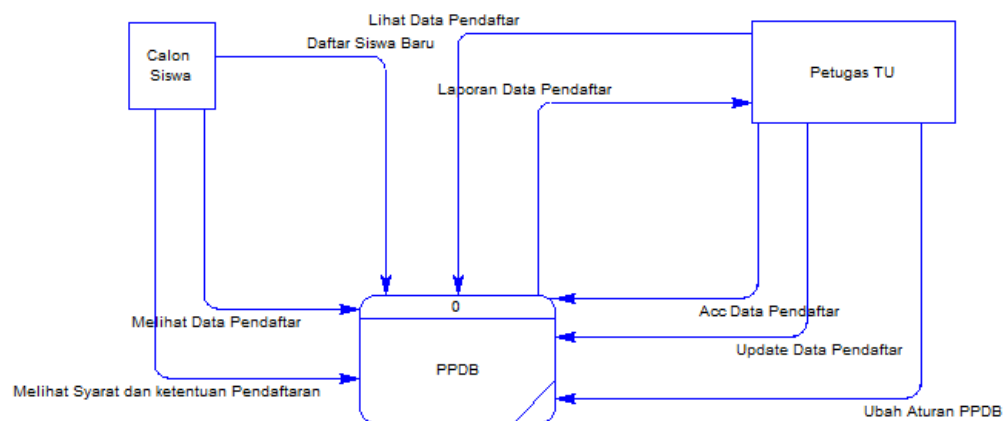 Lihat Data Pendaftar
Daftar Siswa Baru
Calon
Siswa
Petugas TU
Laporan Data Pendaftar
0
Acc Data Pendaftar
Melihat Data Pendaftar
Update Data Pendaftar
PPDB
Melihat Syarat dan ketentuan Pendaftaran
Ubah Aturan PPDB